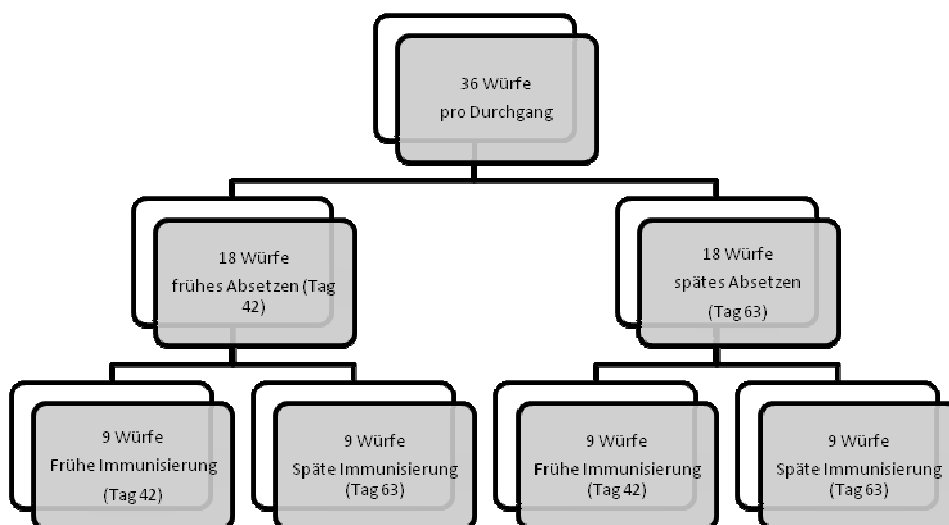 36 Würfe
pro Durchgang
18 Würfe
frühes Absetzen (Tag
42)
18 Würfe
spätes Absetzen
(Tag 63)
9 Würfe
Frühe Immunisierung
(Tag 42)
9 Würfe
Späte Immunisierung
(Tag 63)
9 Würfe
Frühe Immunisierung
(Tag 42)
9 Würfe
Späte Immunisierung
(Tag 63)